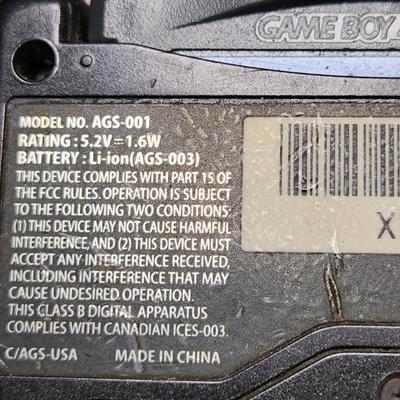 GAME BOY
MODEL NO. AGS-001
RATING : 5.2V⎓1.6W
BATTERY : Li-ion(AGS-003)
THIS DEVICE COMPLIES WITH PART 15 OF
THE FCC RULES. OPERATION IS SUBJECT
TO THE FOLLOWING TWO CONDITIONS:
(1) THIS DEVICE MAY NOT CAUSE HARMFUL
INTERFERENCE, AND (2) THIS DEVICE MUST
ACCEPT ANY INTERFERENCE RECEIVED,
INCLUDING INTERFERENCE THAT MAY
CAUSE UNDESIRED OPERATION.
THIS CLASS B DIGITAL APPARATUS
COMPLIES WITH CANADIAN ICES-003.
X
C/AGS-USA MADE IN CHINA